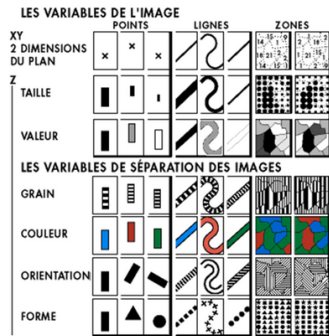 LES VARIABLES DE L'IMAGE
POINTS LIGNES ZONES
XY
2 DIMENSIONS
DU PLAN
Z
TAILLE
VALEUR
LES VARIABLES DE SÉPARATION DES IMAGES
GRAIN
COULEUR
ORIENTATION
FORME